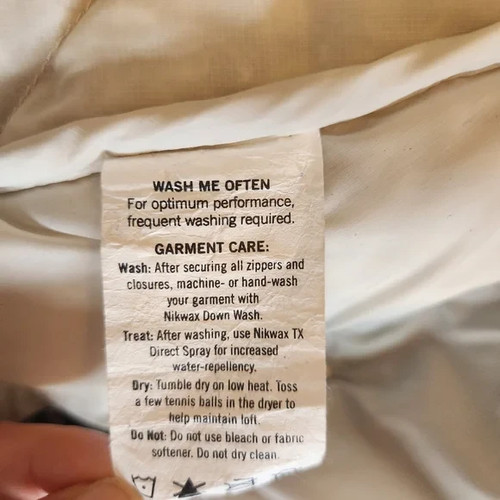 WASH ME OFTEN
For optimum performance,
frequent washing required.
GARMENT CARE:
Wash: After securing all zippers and
closures, machine- or hand-wash
your garment with
Nikwax Down Wash.
Treat: After washing, use Nikwax TX
Direct Spray for increased
water-repellency.
Dry: Tumble dry on low heat. Toss
a few tennis balls in the dryer to
help maintain loft.
Do Not: Do not use bleach or fabric
softener. Do not dry clean.